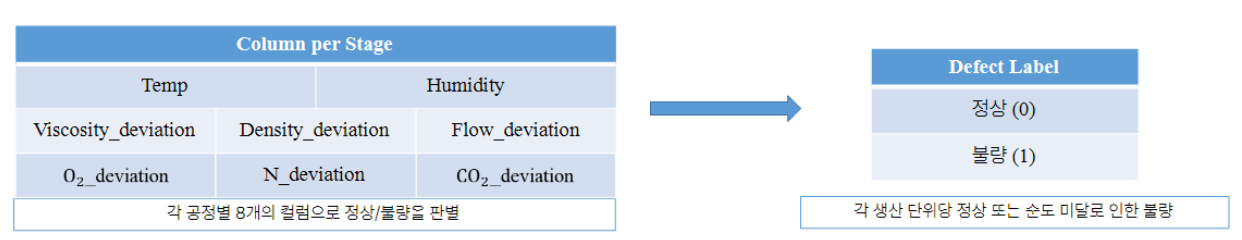 Column per Stage
Temp Humidity
Viscosity_deviation Density_deviation Flow_deviation
O₂_deviation N_deviation CO₂_deviation
각 공정별 8개의 컬럼으로 정상/불량을 판별
Defect Label
정상 (0)
불량 (1)
각 생산 단위당 정상 또는 순도 미달로 인한 불량